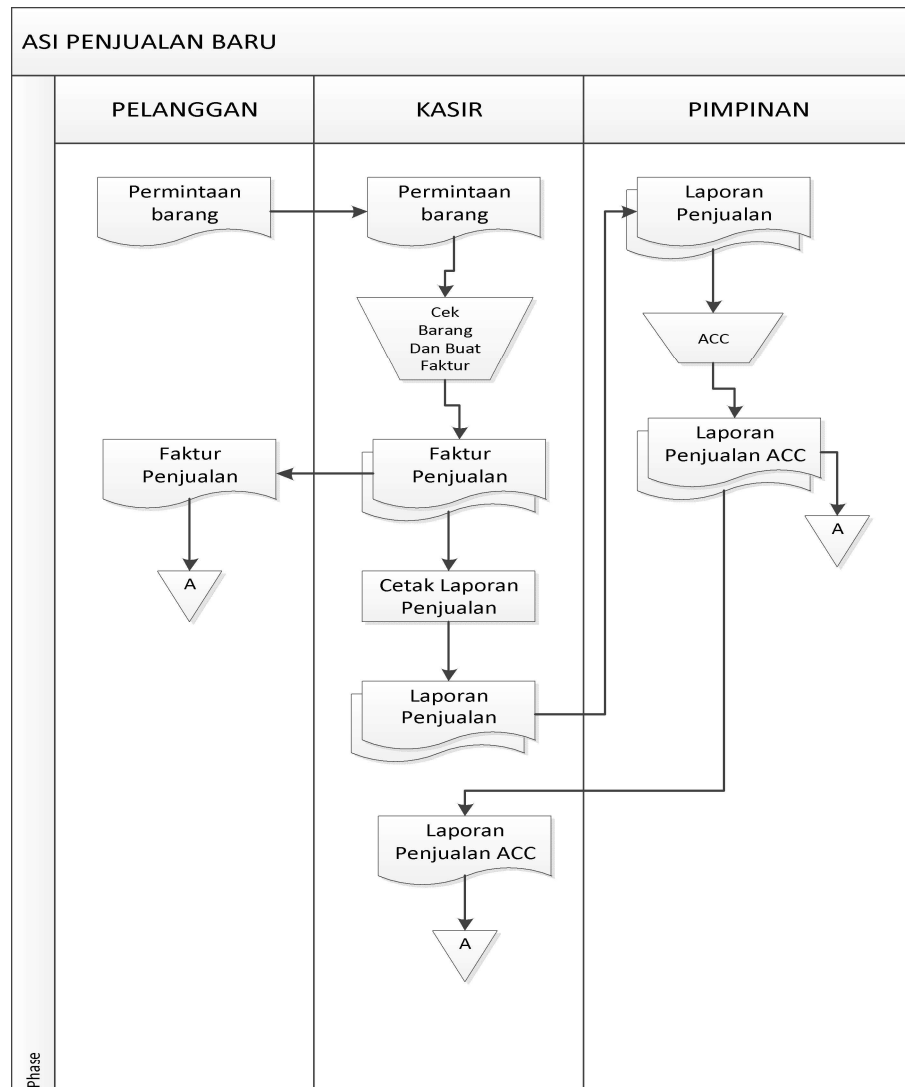 ASI PENJUALAN BARU
PELANGGAN
KASIR
PIMPINAN
Permintaan
barang
Permintaan
barang
Laporan
Penjualan
Cek
Barang
Dan Buat
Faktur
ACC
Faktur
Penjualan
Faktur
Penjualan
Laporan
Penjualan ACC
A
A
Cetak Laporan
Penjualan
Laporan
Penjualan
Laporan
Penjualan ACC
A
Phase